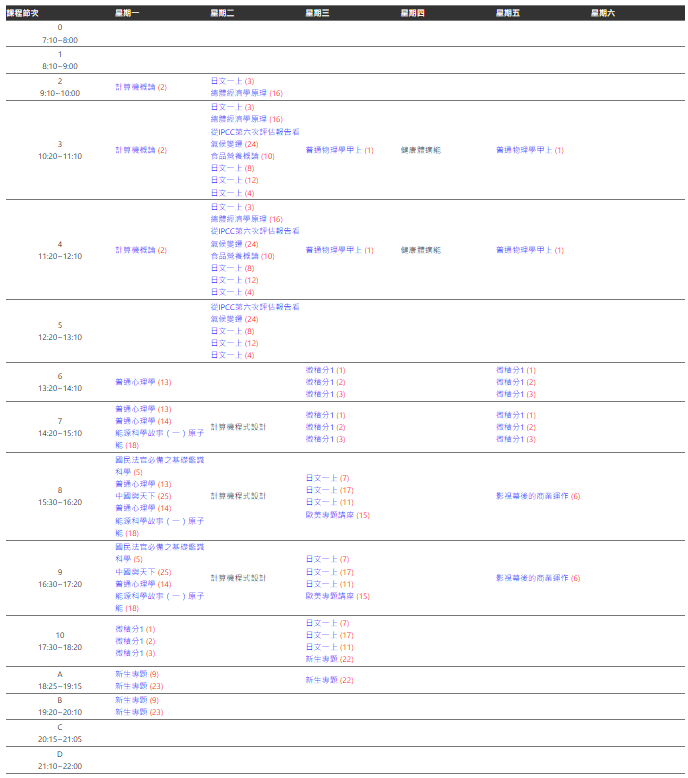 課程節次 星期一 星期二 星期三 星期四 星期五 星期六
0
7:10~8:00
1
8:10~9:00
2
9:10~10:00
計算機概論 (2)
日文一上 (3)
總體經濟學原理 (16)
3
10:20~11:10
計算機概論 (2)
日文一上 (3)
總體經濟學原理 (16)
從IPCC第六次評估報告看
氣候變遷 (24)
食品營養概論 (10)
日文一上 (8)
日文一上 (12)
日文一上 (4)
普通物理學甲上 (1)
健康體適能
普通物理學甲上 (1)
4
11:20~12:10
計算機概論 (2)
日文一上 (3)
總體經濟學原理 (16)
從IPCC第六次評估報告看
氣候變遷 (24)
食品營養概論 (10)
日文一上 (8)
日文一上 (12)
日文一上 (4)
普通物理學甲上 (1)
健康體適能
普通物理學甲上 (1)
5
12:20~13:10
從IPCC第六次評估報告看
氣候變遷 (24)
日文一上 (8)
日文一上 (12)
日文一上 (4)
6
13:20~14:10
普通心理學 (13)
微積分1 (1)
微積分1 (2)
微積分1 (3)
微積分1 (1)
微積分1 (2)
微積分1 (3)
7
14:20~15:10
普通心理學 (13)
普通心理學 (14)
能源科學故事（一）原子
能 (18)
計算機程式設計
微積分1 (1)
微積分1 (2)
微積分1 (3)
微積分1 (1)
微積分1 (2)
微積分1 (3)
8
15:30~16:20
國民法官必備之基礎鑑識
科學 (5)
普通心理學 (13)
中國與天下 (25)
普通心理學 (14)
能源科學故事（一）原子
能 (18)
計算機程式設計
日文一上 (7)
日文一上 (17)
日文一上 (11)
歐美專題講座 (15)
影視幕後的商業運作 (6)
9
16:30~17:20
國民法官必備之基礎鑑識
科學 (5)
中國與天下 (25)
普通心理學 (14)
能源科學故事（一）原子
能 (18)
計算機程式設計
日文一上 (7)
日文一上 (17)
日文一上 (11)
歐美專題講座 (15)
影視幕後的商業運作 (6)
10
17:30~18:20
微積分1 (1)
微積分1 (2)
微積分1 (3)
日文一上 (7)
日文一上 (17)
日文一上 (11)
新生專題 (22)
A
18:25~19:15
新生專題 (9)
新生專題 (23)
新生專題 (22)
B
19:20~20:10
新生專題 (9)
新生專題 (23)
C
20:15~21:05
D
21:10~22:00